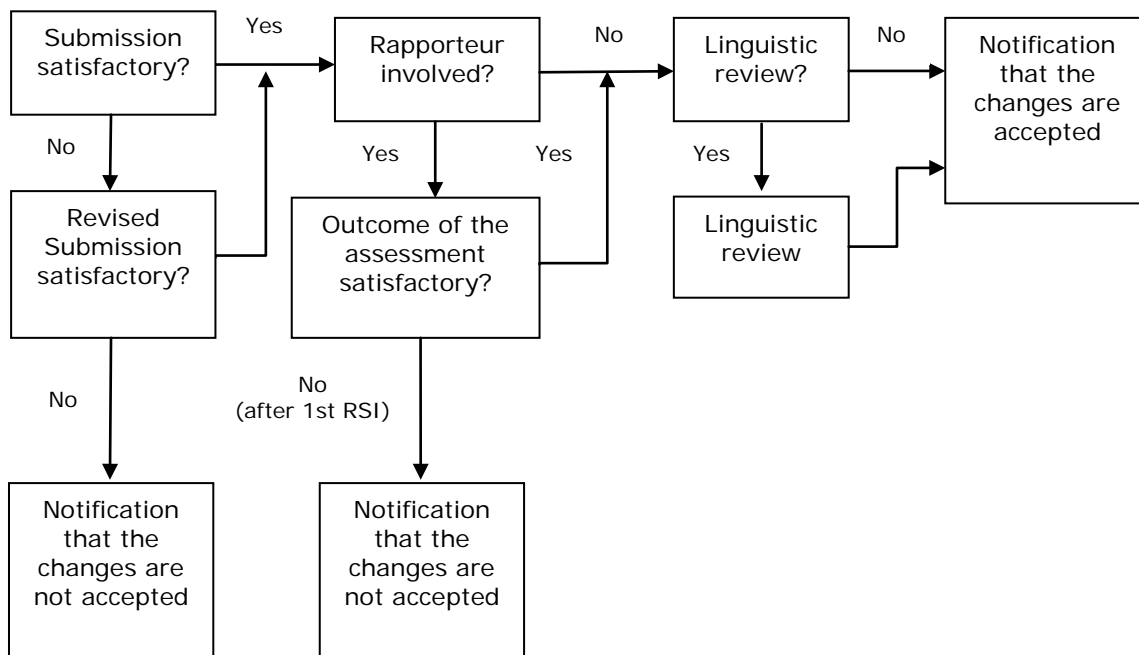 Submission
satisfactory?
Yes
Rapporteur
involved?
No
Linguistic
review?
No
Notification
that the
changes are
accepted
No
Yes
Yes
Yes
Revised
Submission
satisfactory?
Outcome of the
assessment
satisfactory?
Linguistic
review
No
No
(after 1st RSI)
Notification
that the
changes are
not accepted
Notification
that the
changes are
not accepted